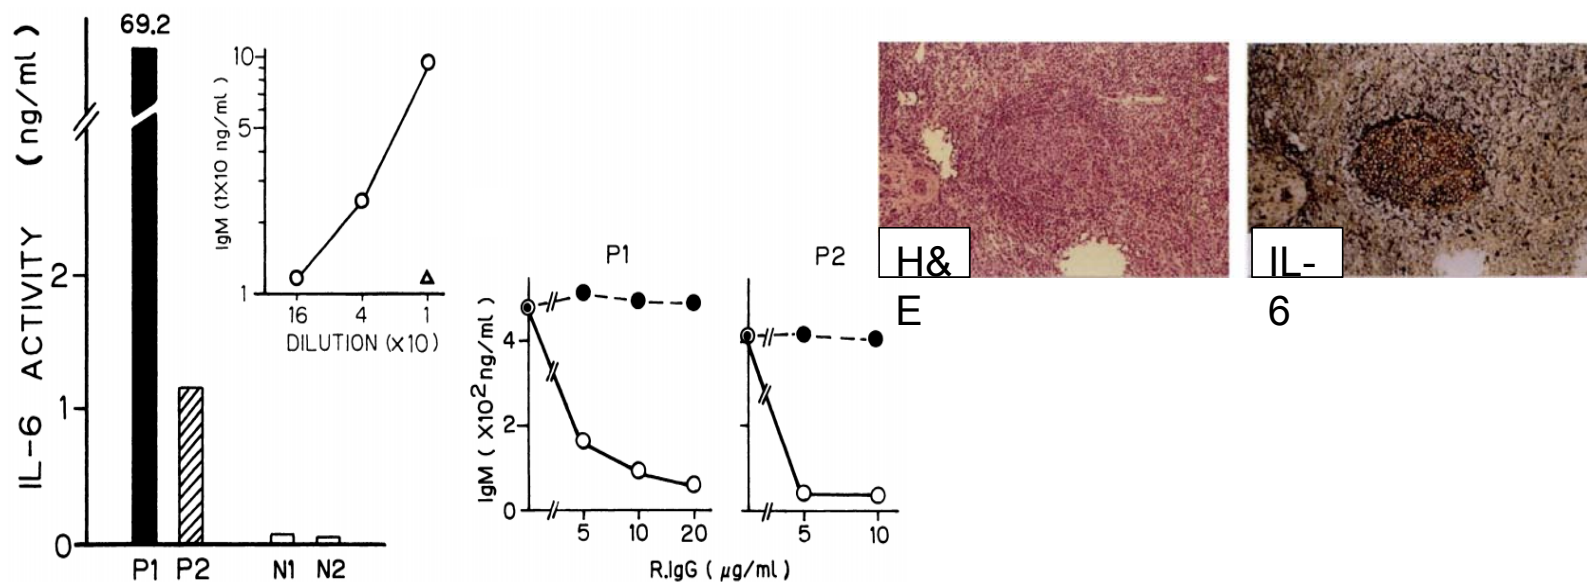 69.2
IL-6 ACTIVITY (ng/ml)
2
1
0
P1 P2 N1 N2
IgM (1X10 ng/ml)
10
5
1
16 4 1
DILUTION (X10)
P1
IgM (X10² ng/ml)
4
2
0
5 10 20
P2
5 10
R.IgG (µg/ml)
H&
E
IL-
6